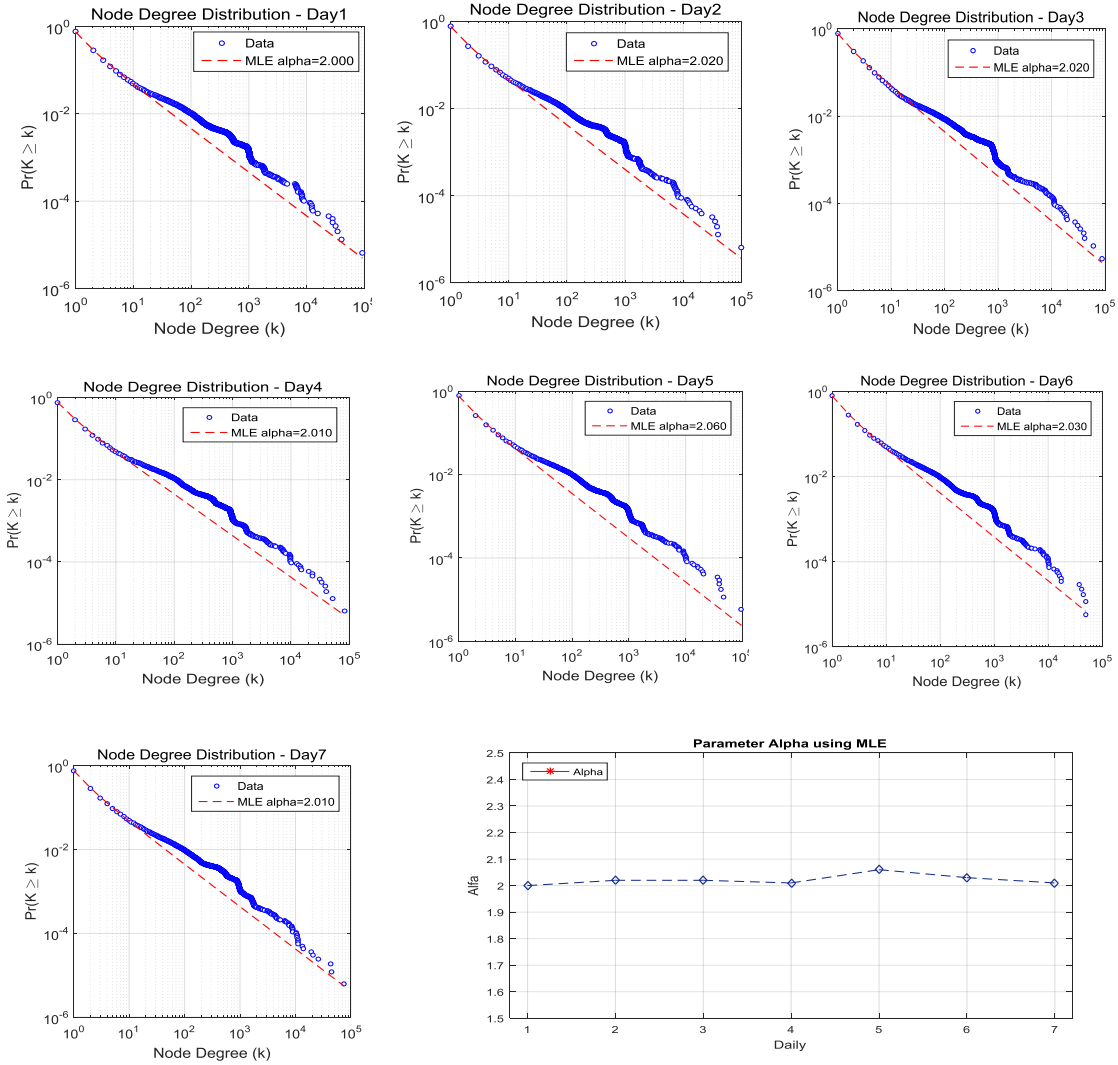 Node Degree Distribution - Day1
Data
MLE alpha=2.000
Pr(K ≥ k)
10^0
10^-2
10^-4
10^-6
10^0 10^1 10^2 10^3 10^4
Node Degree (k)
Node Degree Distribution - Day2
Data
MLE alpha=2.020
Pr(K ≥ k)
10^0
10^-2
10^-4
10^-6
10^0 10^1 10^2 10^3 10^4 10^5
Node Degree (k)
Node Degree Distribution - Day3
Data
MLE alpha=2.020
Pr(K ≥ k)
10^0
10^-2
10^-4
10^-6
10^0 10^1 10^2 10^3 10^4 10^5
Node Degree (k)
Node Degree Distribution - Day4
Data
MLE alpha=2.010
Pr(K ≥ k)
10^0
10^-2
10^-4
10^-6
10^0 10^1 10^2 10^3 10^4 10^5
Node Degree (k)
Node Degree Distribution - Day5
Data
MLE alpha=2.060
Pr(K ≥ k)
10^0
10^-2
10^-4
10^-6
10^0 10^1 10^2 10^3 10^4
Node Degree (k)
Node Degree Distribution - Day6
Data
MLE alpha=2.030
Pr(K ≥ k)
10^0
10^-2
10^-4
10^-6
10^0 10^1 10^2 10^3 10^4 10^5
Node Degree (k)
Node Degree Distribution - Day7
Data
MLE alpha=2.010
Pr(K ≥ k)
10^0
10^-2
10^-4
10^-6
10^0 10^1 10^2 10^3 10^4 10^5
Node Degree (k)
Parameter Alpha using MLE
Alpha
Alfa
2.5
2.4
2.3
2.2
2.1
2
1.9
1.8
1.7
1.6
1.5
1 2 3 4 5 6 7
Daily